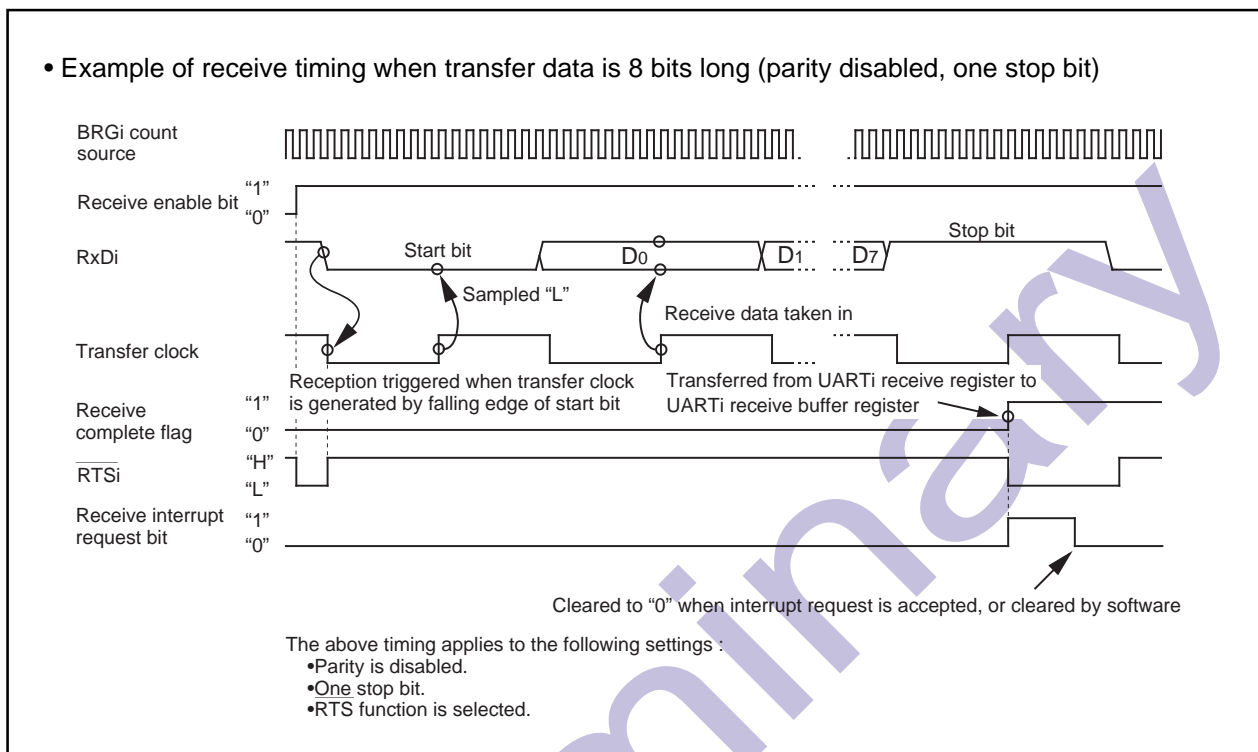 • Example of receive timing when transfer data is 8 bits long (parity disabled, one stop bit)
BRGi count
source
Receive enable bit
“1”
“0”
RxDi
Start bit
D0
D1
D7
Stop bit
Sampled “L”
Receive data taken in
Transfer clock
Reception triggered when transfer clock
is generated by falling edge of start bit
Transferred from UARTi receive register to
UARTi receive buffer register
Receive
complete flag
“1”
“0”
RTSi
“H”
“L”
Receive interrupt
request bit
“1”
“0”
Cleared to “0” when interrupt request is accepted, or cleared by software
The above timing applies to the following settings :
•Parity is disabled.
•One stop bit.
•RTS function is selected.
minary